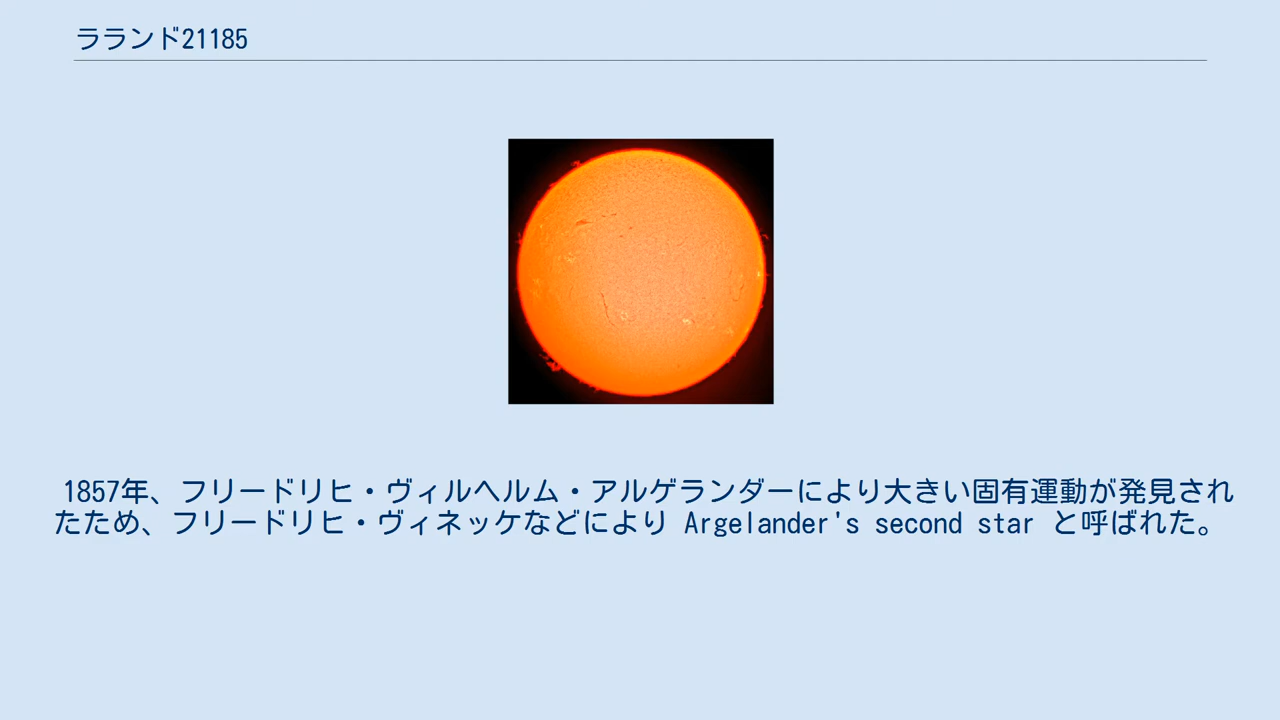 ラランド21185
1857年、フリードリヒ・ヴィルヘルム・アルゲランダーにより大きい固有運動が発見され
たため、フリードリヒ・ヴィネッケなどにより Argelander's second star と呼ばれた。